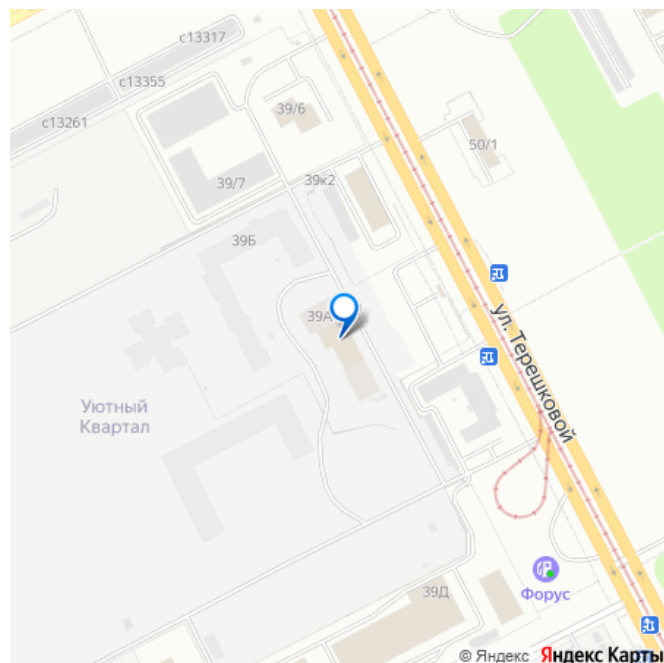 с13317
с13355
39/6
с13261
50/1
39/7
39к2
39Б
39А
ул. Терешковой
Уютный
Квартал
Форус
39Д
© Яндекс Яндекс Карты